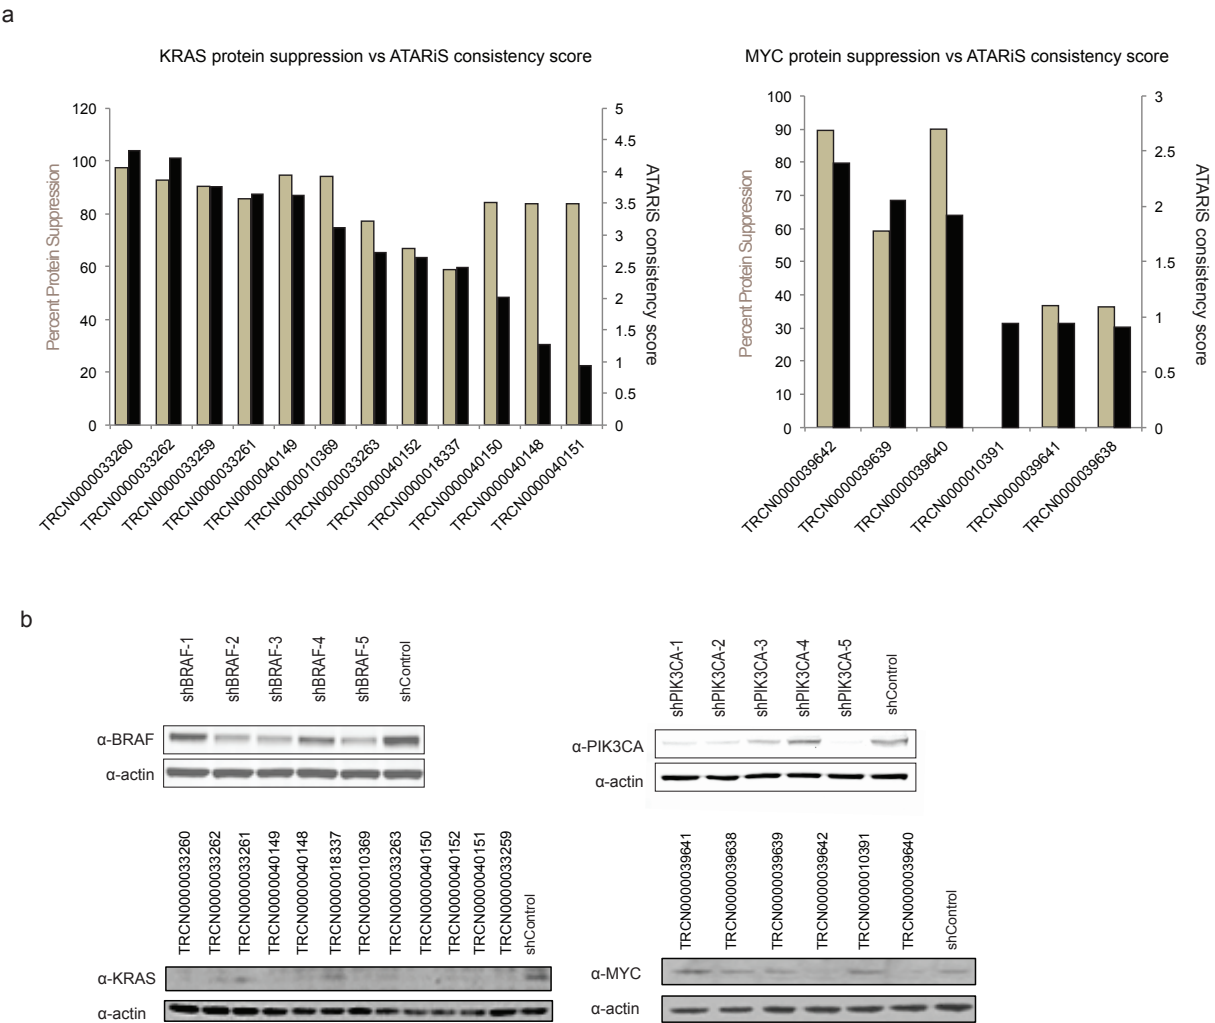 a
KRAS protein suppression vs ATARiS consistency score
120
100
80
60
40
20
0
Percent Protein Suppression
5
4.5
4
3.5
3
2.5
2
1.5
1
0.5
0
ATARiS consistency score
TRCN0000033260
TRCN0000033262
TRCN0000033259
TRCN0000033261
TRCN0000040149
TRCN0000010369
TRCN0000033263
TRCN0000040152
TRCN0000018337
TRCN0000040150
TRCN0000040148
TRCN0000040151
MYC protein suppression vs ATARiS consistency score
100
90
80
70
60
50
40
30
20
10
0
Percent Protein Suppression
3
2.5
2
1.5
1
0.5
0
ATARiS consistency score
TRCN0000039642
TRCN0000039639
TRCN0000039640
TRCN0000010391
TRCN0000039641
TRCN0000039638
b
shBRAF-1
shBRAF-2
shBRAF-3
shBRAF-4
shBRAF-5
shControl
α-BRAF
α-actin
shPIK3CA-1
shPIK3CA-2
shPIK3CA-3
shPIK3CA-4
shPIK3CA-5
shControl
α-PIK3CA
α-actin
TRCN0000033260
TRCN0000033262
TRCN0000033261
TRCN0000040149
TRCN0000040148
TRCN0000018337
TRCN0000010369
TRCN0000033263
TRCN0000040150
TRCN0000040152
TRCN0000040151
TRCN0000033259
shControl
α-KRAS
α-actin
TRCN0000039641
TRCN0000039638
TRCN0000039639
TRCN0000039642
TRCN0000010391
TRCN0000039640
shControl
α-MYC
α-actin